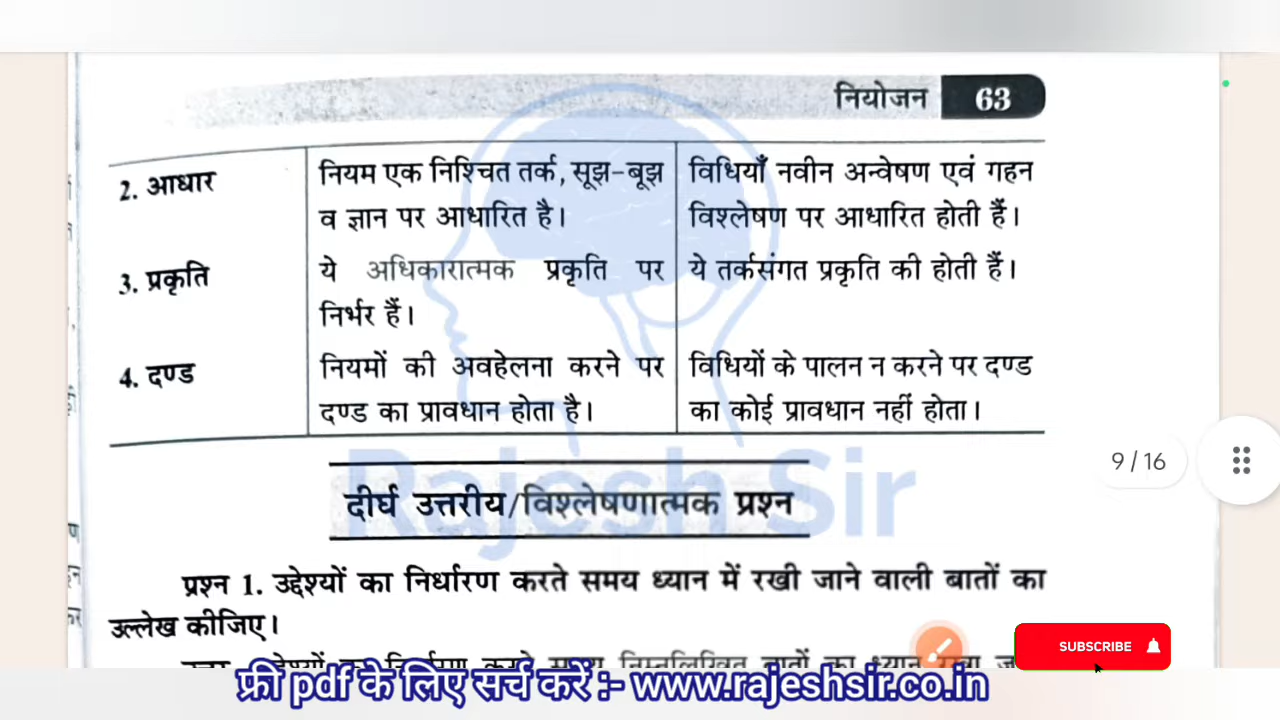 नियोजन 63
2. आधार
नियम एक निश्चित तर्क, सूझ-बूझ
व ज्ञान पर आधारित है।
विधियाँ नवीन अन्वेषण एवं गहन
विश्लेषण पर आधारित होती हैं।
3. प्रकृति
ये अधिकारात्मक प्रकृति पर
निर्भर हैं।
ये तर्कसंगत प्रकृति की होती हैं।
4. दण्ड
नियमों की अवहेलना करने पर
दण्ड का प्रावधान होता है।
विधियों के पालन न करने पर दण्ड
का कोई प्रावधान नहीं होता।
Rajesh Sir
दीर्घ उत्तरीय/विश्लेषणात्मक प्रश्न
प्रश्न 1. उद्देश्यों का निर्धारण करते समय ध्यान में रखी जाने वाली बातों का
उल्लेख कीजिए।
9 / 16
SUBSCRIBE
फ्री pdf के लिए सर्च करें :- www.rajeshsir.co.in